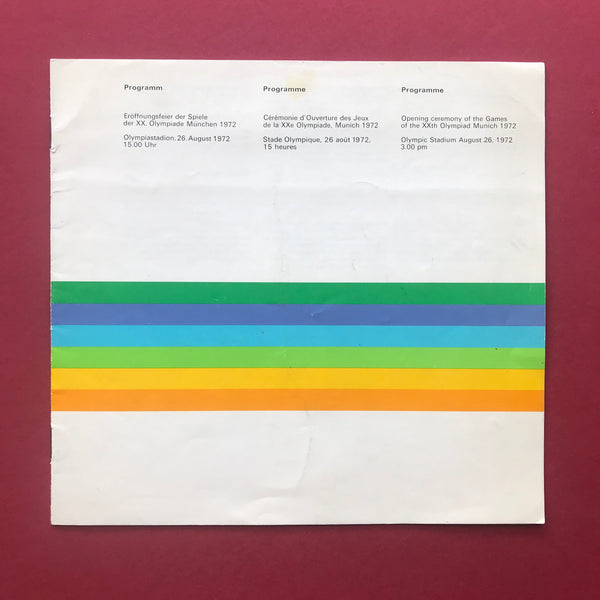 Programm
Eröffnungsfeier der Spiele
der XX. Olympiade München 1972
Olympiastadion, 26. August 1972
15.00 Uhr
Programme
Cérémonie d'Ouverture des Jeux
de la XXe Olympiade, Munich 1972
Stade Olympique, 26 août 1972,
15 heures
Programme
Opening ceremony of the Games
of the XXth Olympiad Munich 1972
Olympic Stadium August 26, 1972
3.00 pm